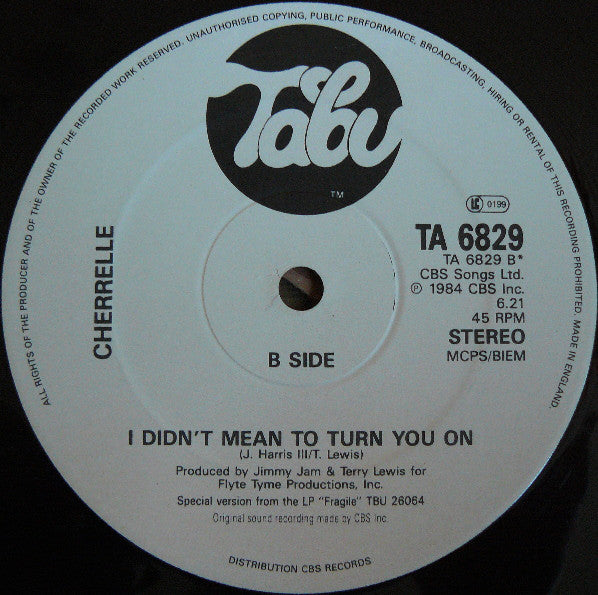 ALL RIGHTS OF THE PRODUCER AND OF THE OWNER OF THE RECORDED WORK RESERVED. UNAUTHORISED COPYING, PUBLIC PERFORMANCE, BROADCASTING, HIRING OR RENTAL OF THIS RECORDING PROHIBITED. MADE IN ENGLAND.
Tabu
TM
LC 0199
CHERRELLE
TA 6829
TA 6829 B*
CBS Songs Ltd.
℗ 1984 CBS Inc.
6.21
45 RPM
STEREO
MCPS/BIEM
B SIDE
I DIDN'T MEAN TO TURN YOU ON
(J. Harris III/T. Lewis)
Produced by Jimmy Jam & Terry Lewis for
Flyte Tyme Productions, Inc.
Special version from the LP "Fragile" TBU 26064
Original sound recording made by CBS Inc.
DISTRIBUTION CBS RECORDS